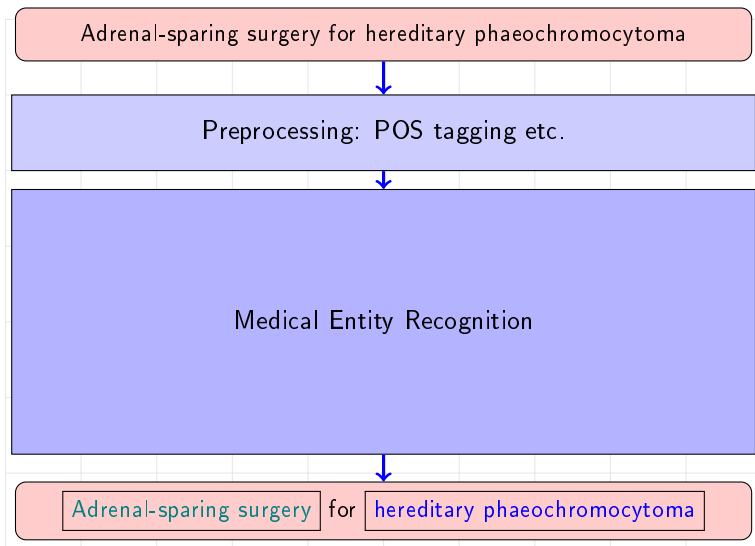 Adrenal-sparing surgery for hereditary phaeochromocytoma
Preprocessing: POS tagging etc.
Medical Entity Recognition
Adrenal-sparing surgery for hereditary phaeochromocytoma